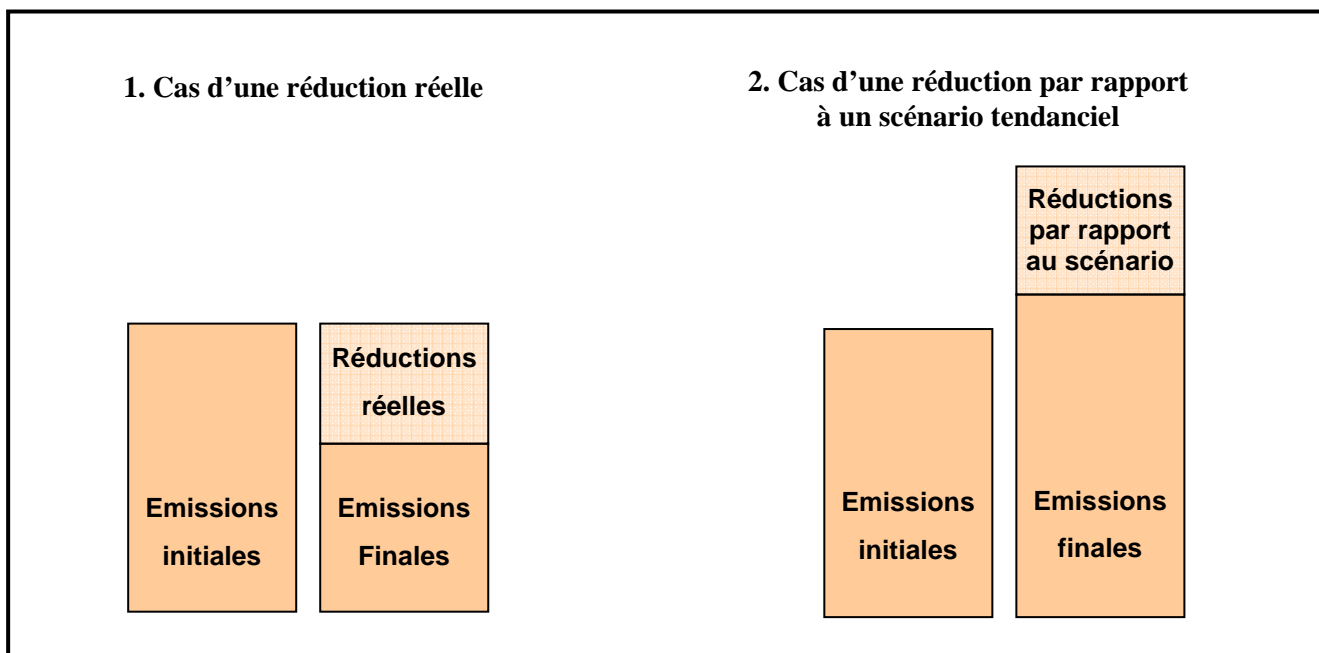 1. Cas d’une réduction réelle
2. Cas d’une réduction par rapport
à un scénario tendanciel
Emissions
initiales
Réductions
réelles
Emissions
Finales
Emissions
initiales
Réductions
par rapport
au scénario
Emissions
finales